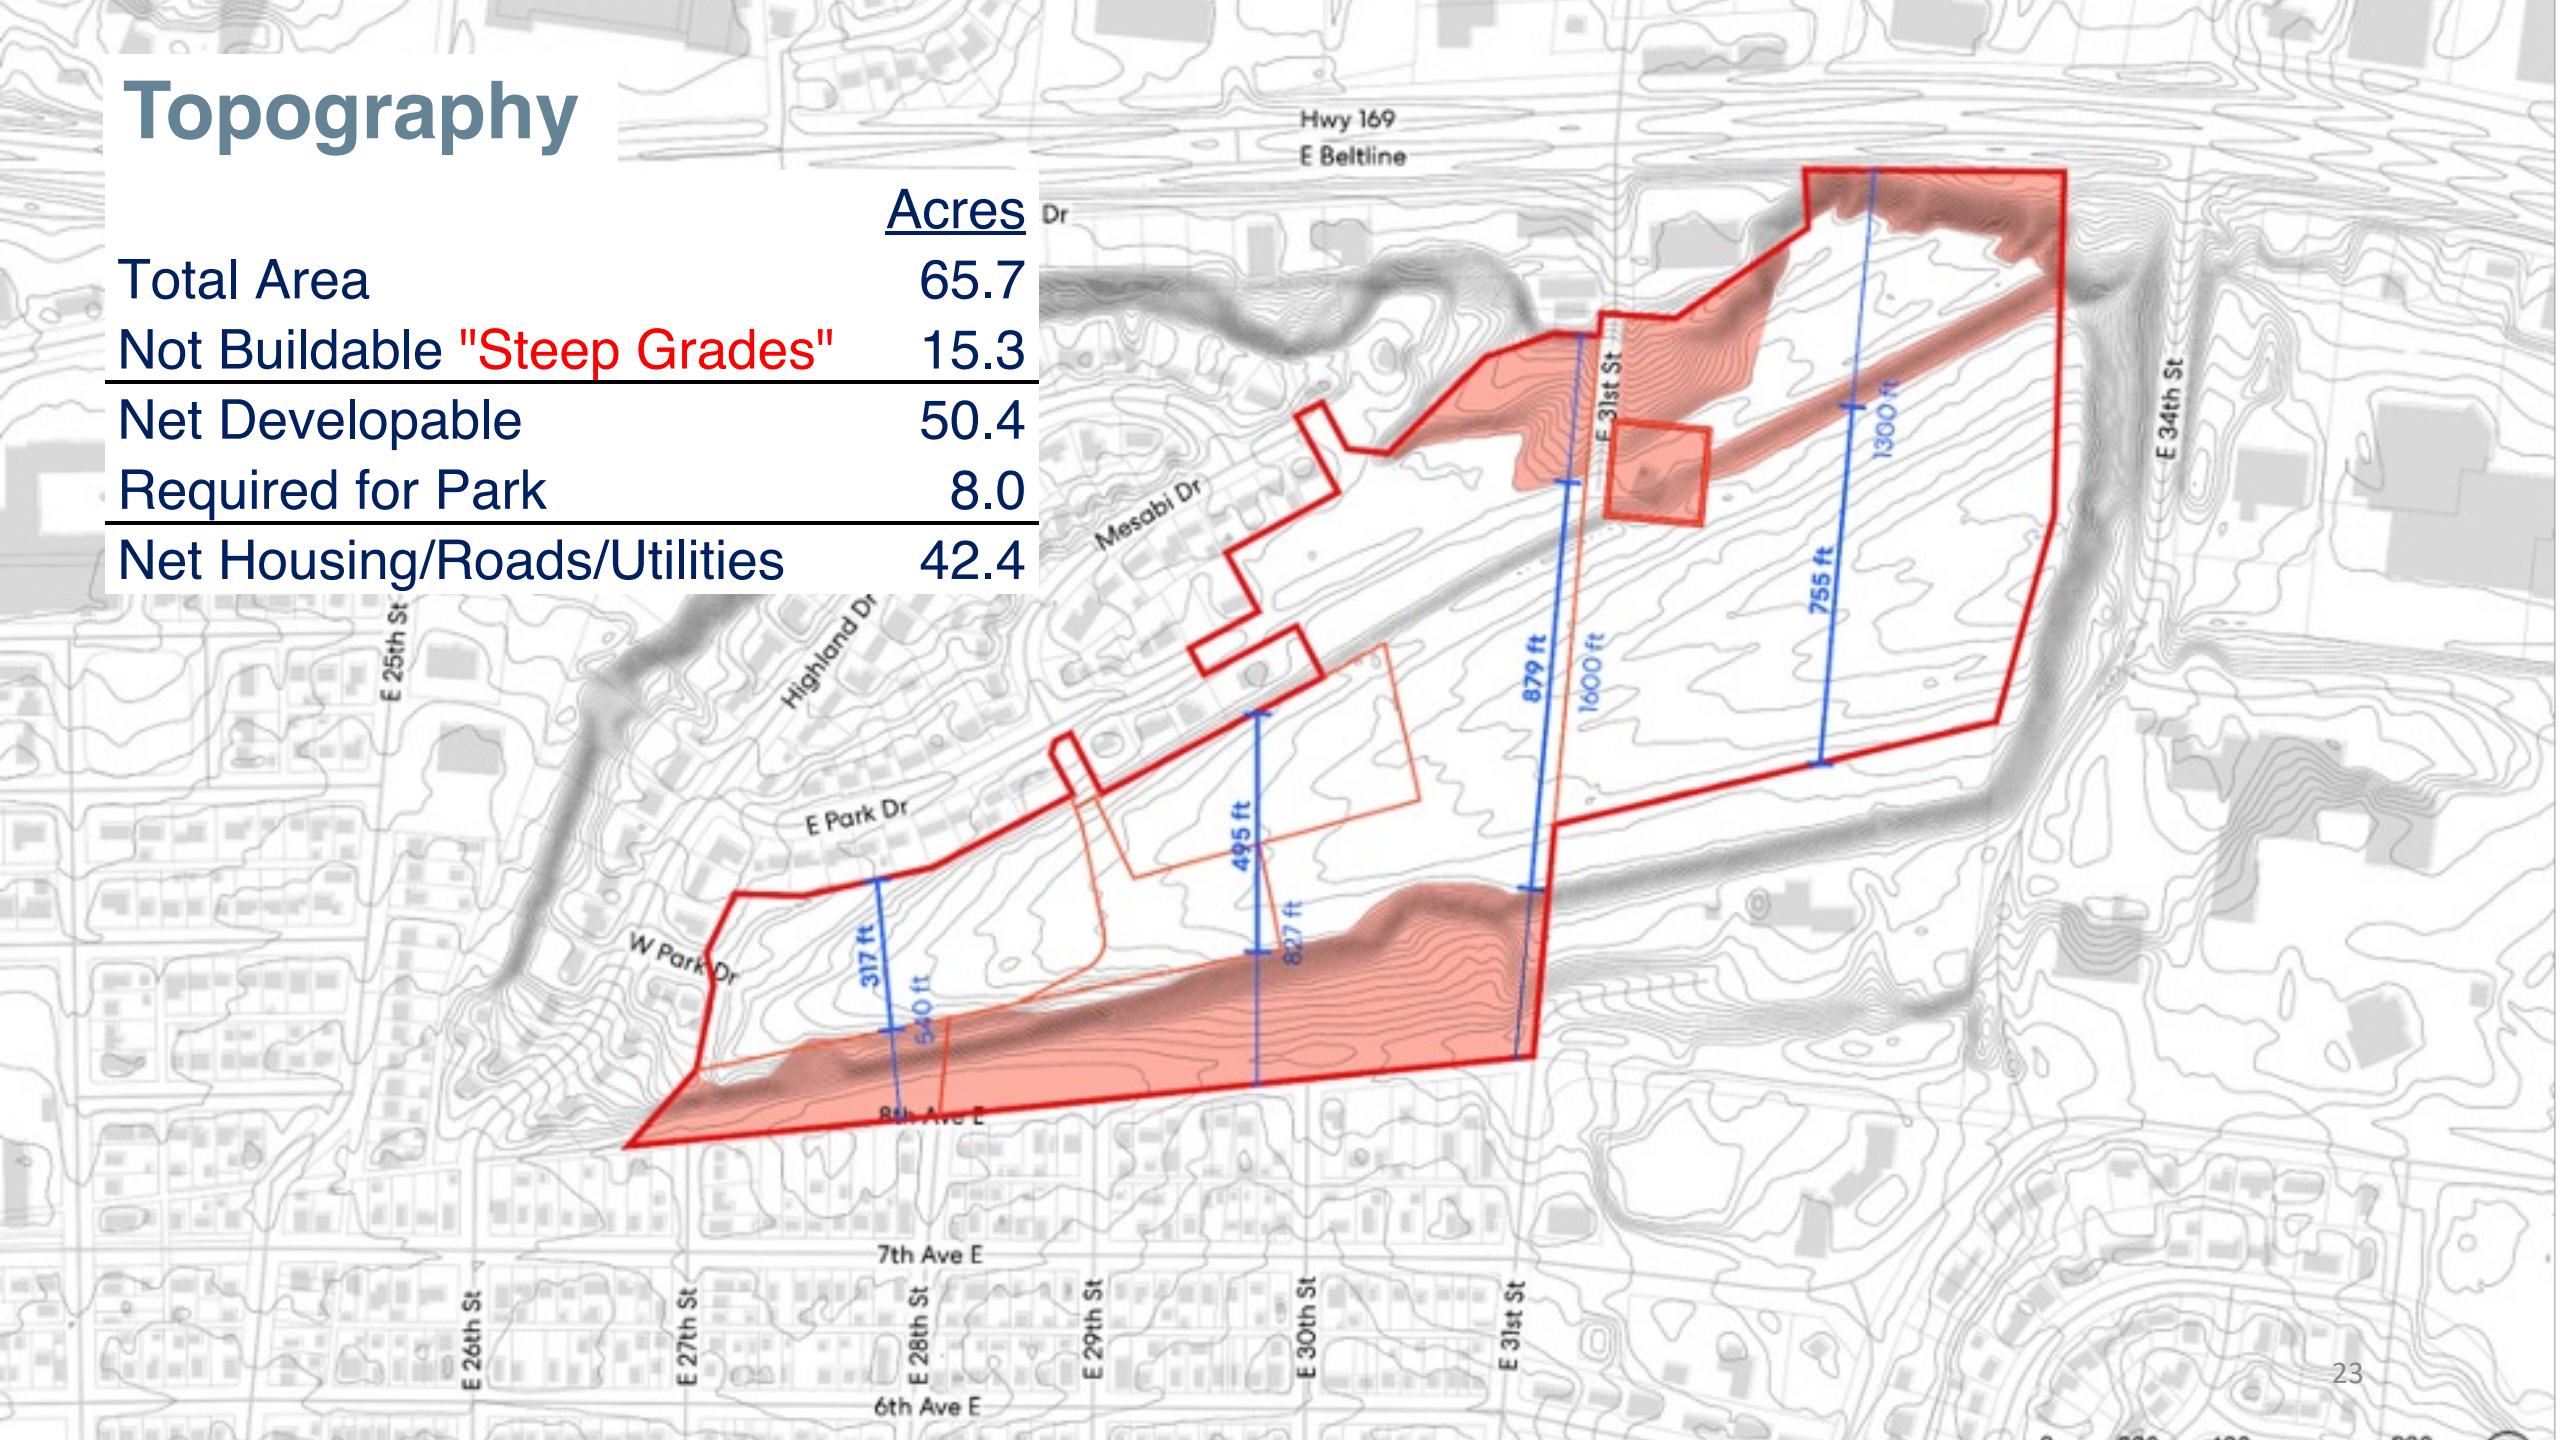 Topography
Acres
Total Area 65.7
Not Buildable "Steep Grades" 15.3
Net Developable 50.4
Required for Park 8.0
Net Housing/Roads/Utilities 42.4
Hwy 169
E Beltline
Dr
E 31st St
E 34th St
1300 ft
755 ft
Mesabi Dr
Highland Dr
E 25th St
879 ft
1600 ft
E Park Dr
495 ft
827 ft
317 ft
540 ft
W Park Dr
8th Ave E
7th Ave E
E 26th St
E 27th St
E 28th St
E 29th St
E 30th St
E 31st St
6th Ave E
23